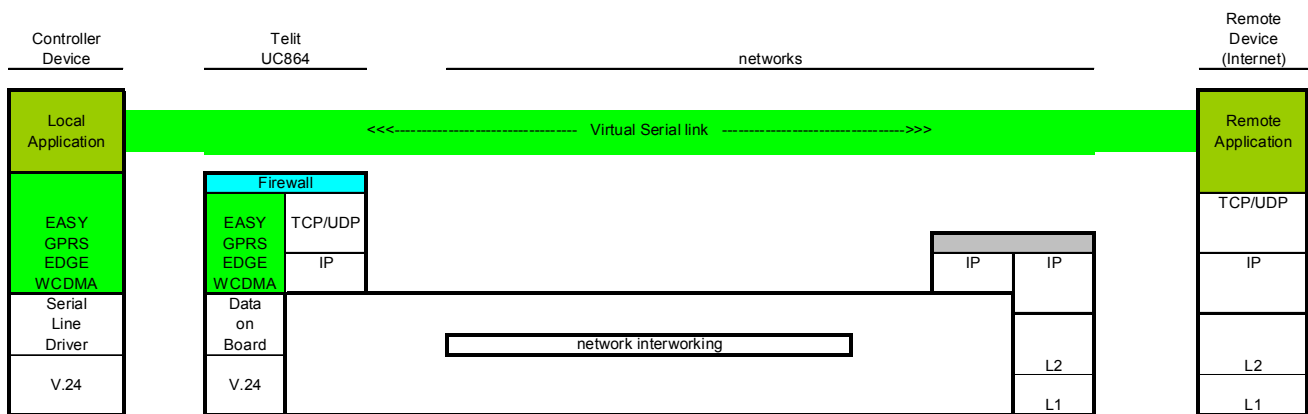 Controller
Device
Telit
UC864
networks
Remote
Device
(Internet)
Local
Application
<<<---------------------------------- Virtual Serial link ---------------------------------->>>
Remote
Application
Firewall
EASY
GPRS
EDGE
WCDMA
EASY
GPRS
EDGE
WCDMA
TCP/UDP
IP
IP
IP
TCP/UDP
IP
Serial
Line
Driver
Data
on
Board
network interworking
L2
L2
V.24
V.24
L1
L1